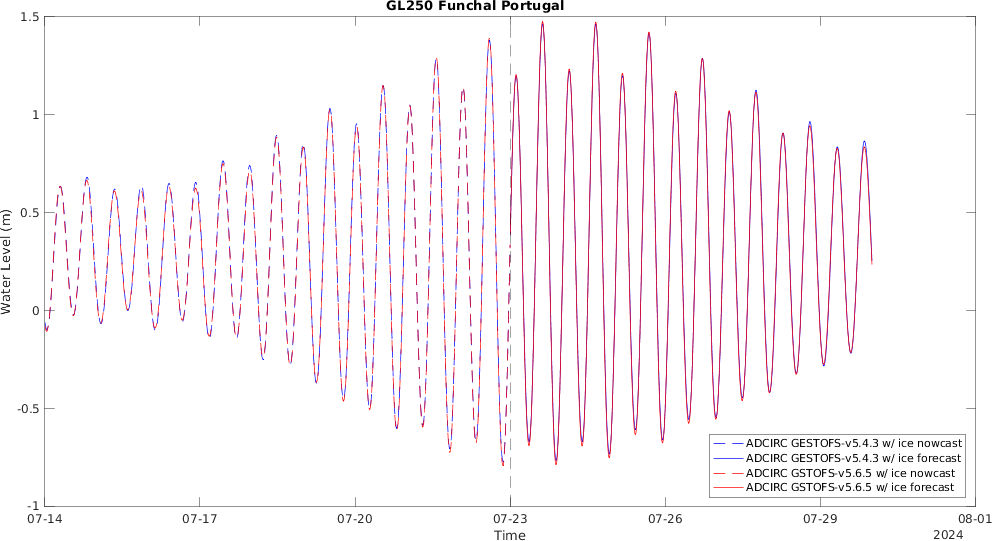 GL250 Funchal Portugal
1.5
1
0.5
0
-0.5
-1
Water Level (m)
ADCIRC GESTOFS-v5.4.3 w/ ice nowcast
ADCIRC GESTOFS-v5.4.3 w/ ice forecast
ADCIRC GSTOFS-v5.6.5 w/ ice nowcast
ADCIRC GSTOFS-v5.6.5 w/ ice forecast
07-14 07-17 07-20 07-23 07-26 07-29 08-01
Time
2024